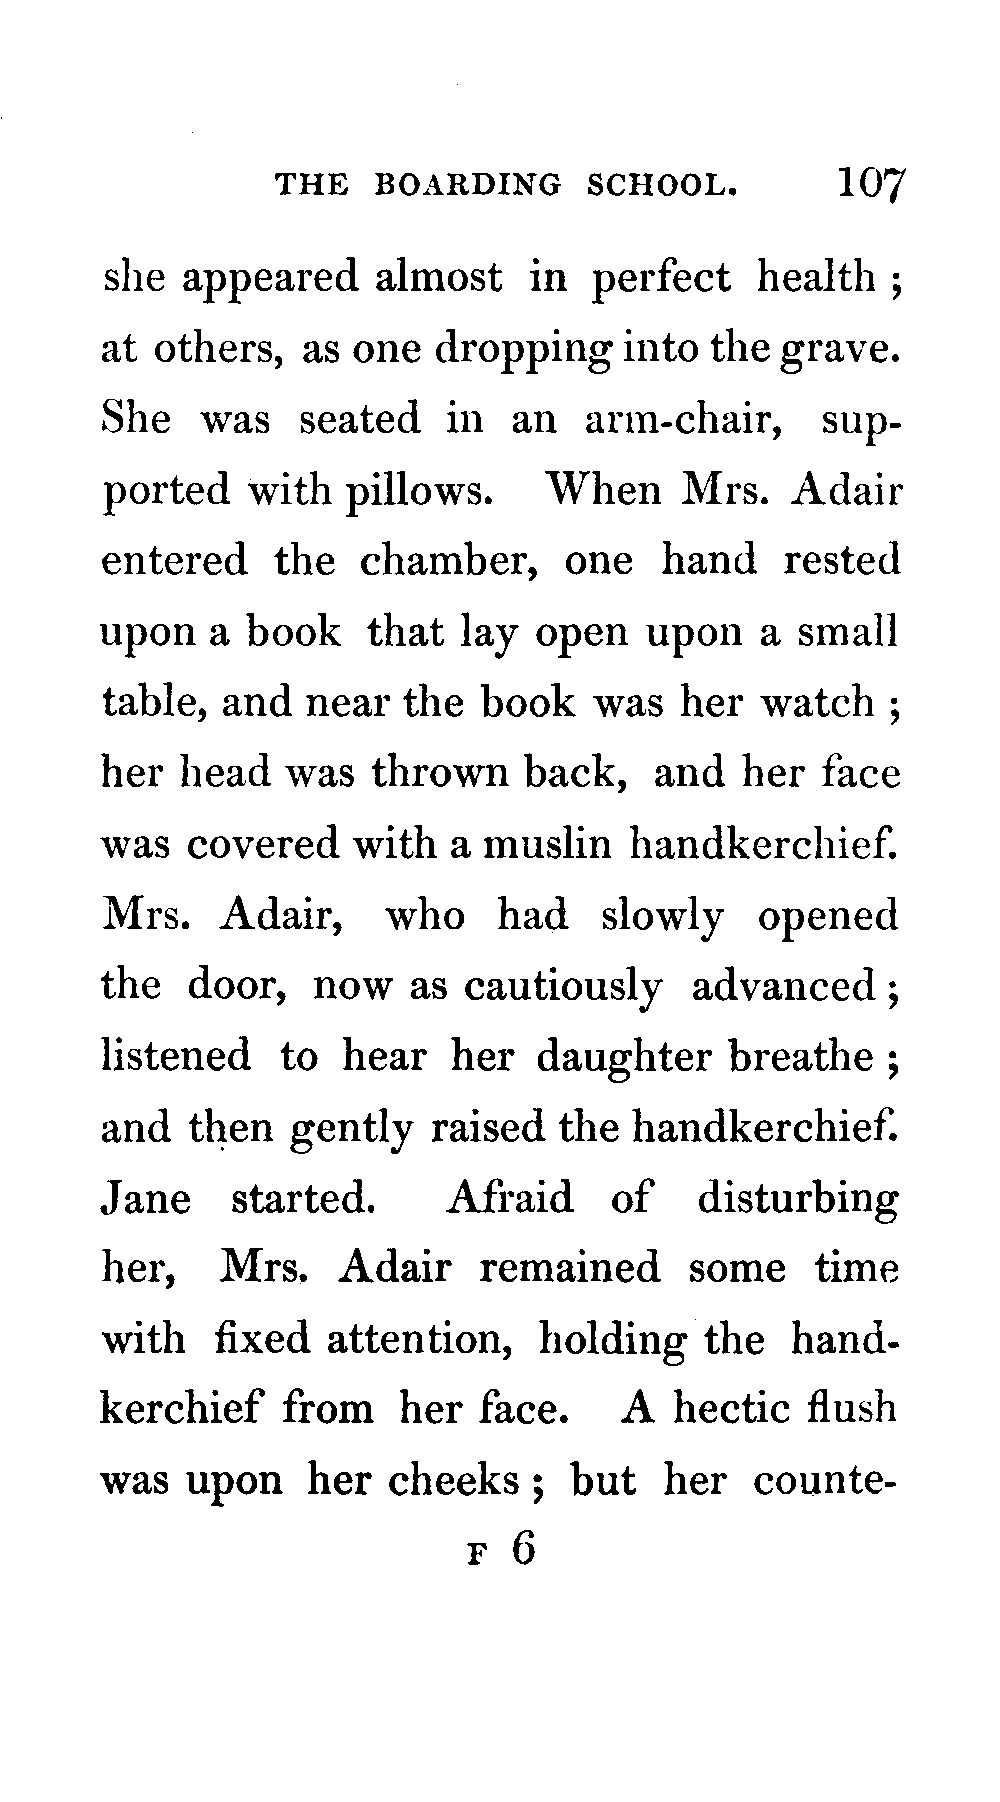 THE BOARDING SCHOOL. 107
she appeared almost in perfect health ;
at others, as one dropping into the grave.
She was seated in an arm-chair, sup-
ported with pillows. When Mrs. Adair
entered the chamber, one hand rested
upon a book that lay open upon a small
table, and near the book was her watch ;
her head was thrown back, and her face
was covered with a muslin handkerchief.
Mrs. Adair, who had slowly opened
the door, now as cautiously advanced ;
listened to hear her daughter breathe ;
and then gently raised the handkerchief.
Jane started. Afraid of disturbing
her, Mrs. Adair remained some time
with fixed attention, holding the hand-
kerchief from her face. A hectic flush
was upon her cheeks ; but her counte-
F 6